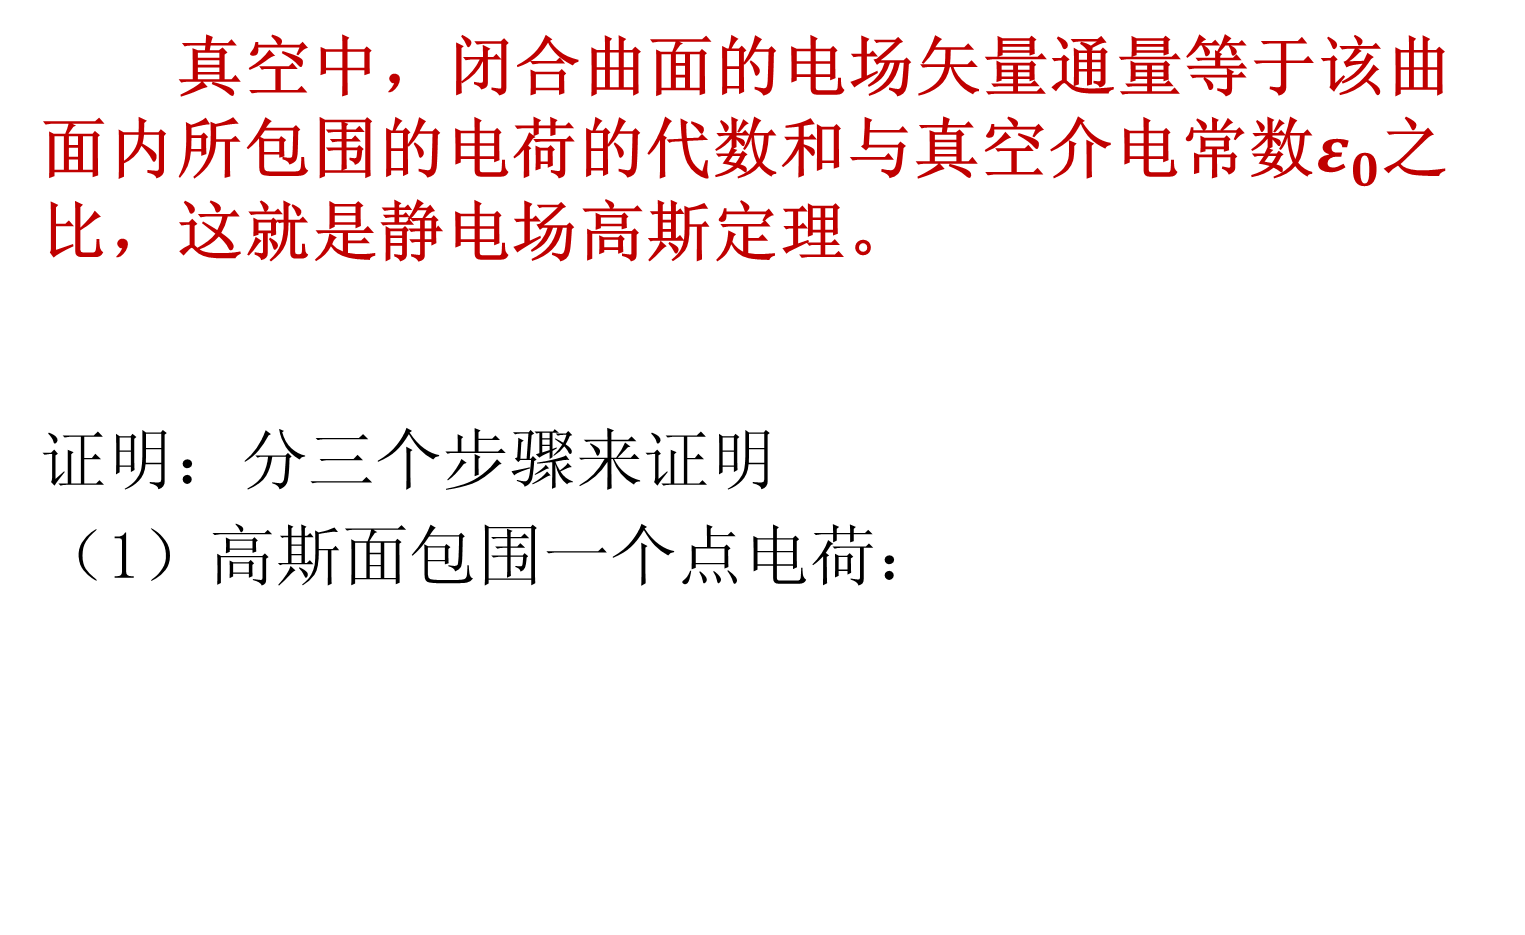 真空中，闭合曲面的电场矢量通量等于该曲
面内所包围的电荷的代数和与真空介电常数ε₀之
比，这就是静电场高斯定理。
证明：分三个步骤来证明
（1）高斯面包围一个点电荷：